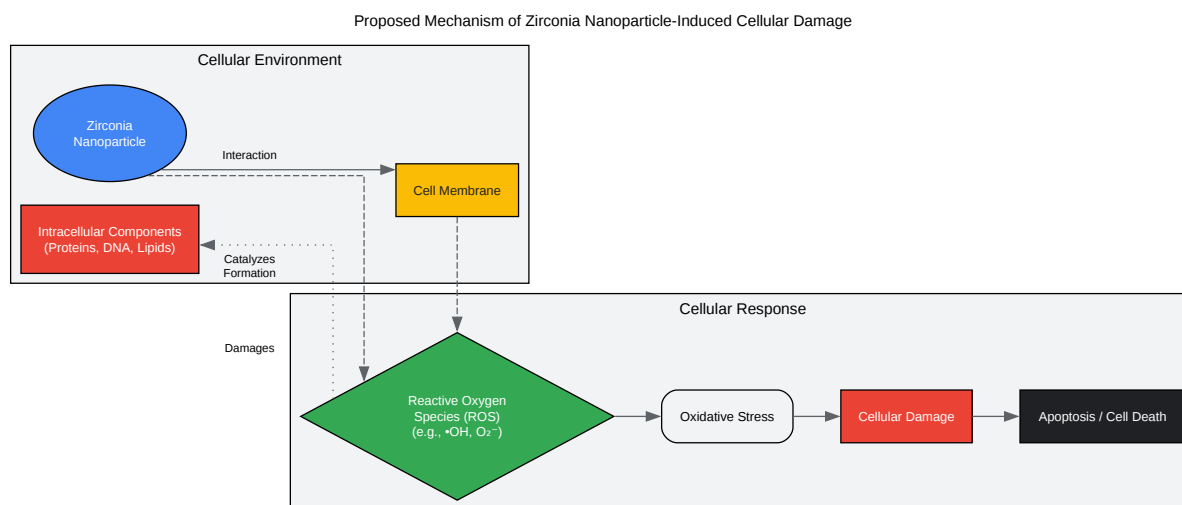 Proposed Mechanism of Zirconia Nanoparticle-Induced Cellular Damage
Cellular Environment
Zirconia
Nanoparticle
Interaction
Cell Membrane
Intracellular Components
(Proteins, DNA, Lipids)
Catalyzes
Formation
Cellular Response
Damages
Reactive Oxygen
Species (ROS)
(e.g., •OH, O₂⁻)
Oxidative Stress
Cellular Damage
Apoptosis / Cell Death